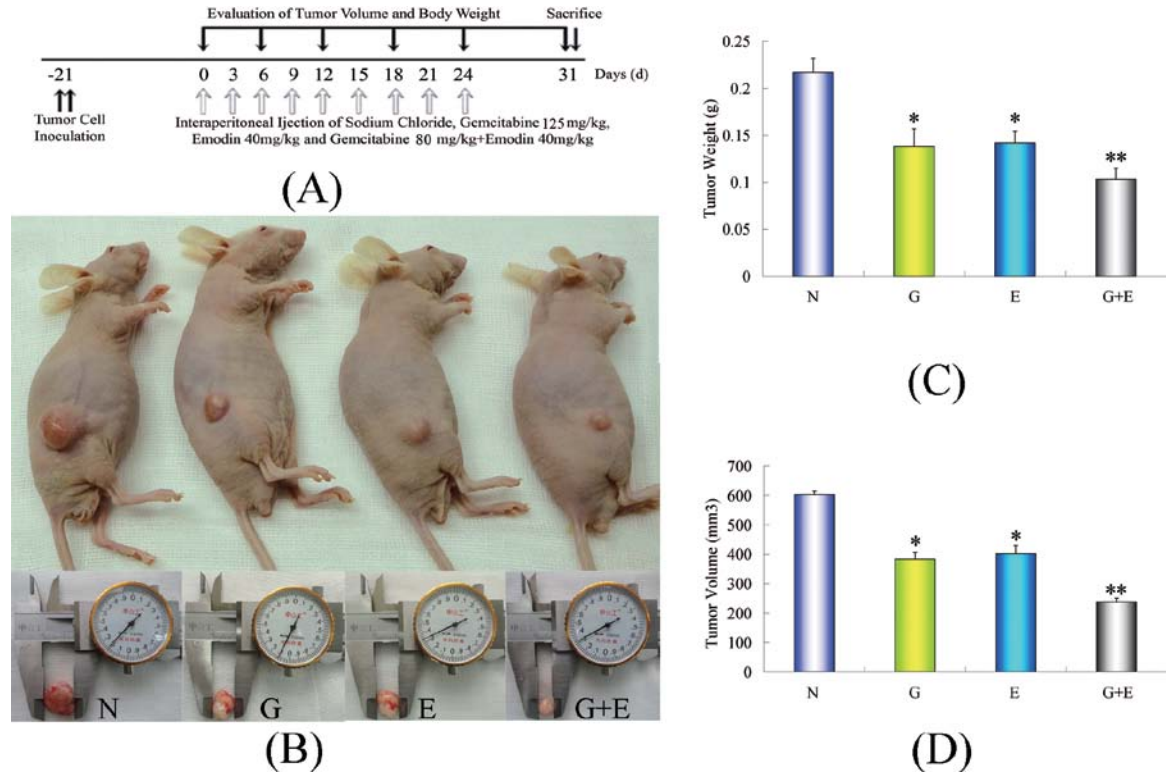 Evaluation of Tumor Volume and Body Weight Sacrifice
-21 0 3 6 9 12 15 18 21 24 31 Days (d)
Tumor Cell
Inoculation
Interaperitoneal Ijection of Sodium Chloride, Gemcitabine 125 mg/kg,
Emodin 40mg/kg and Gemcitabine 80 mg/kg+Emodin 40mg/kg
(A)
N G E G+E
(B)
Tumor Weight (g)
0.25
0.2
0.15
0.1
0.05
0
* * **
N G E G+E
(C)
Tumor Volume (mm3)
700
600
500
400
300
200
100
0
* * **
N G E G+E
(D)